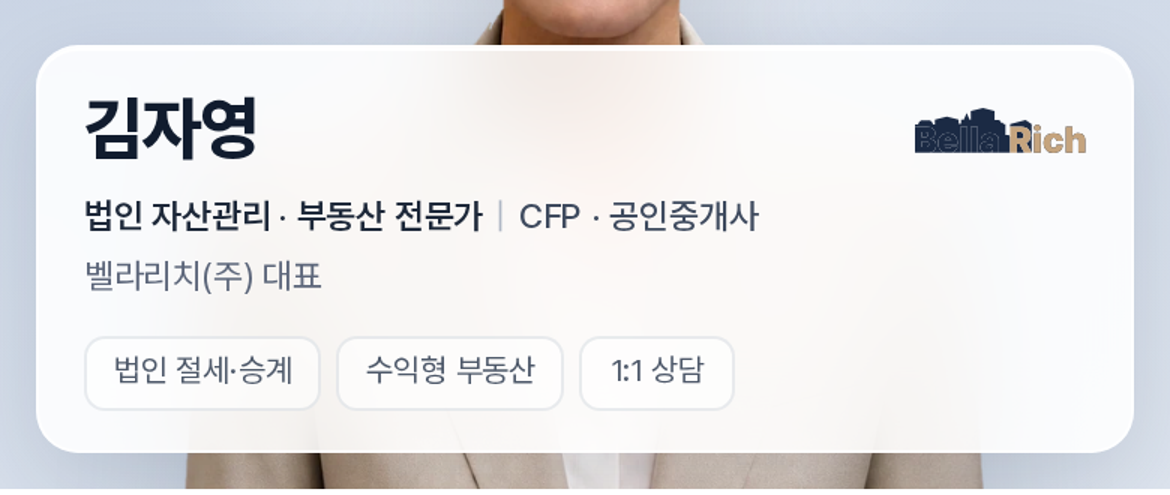 김자영
Bella Rich
법인 자산관리 · 부동산 전문가 | CFP · 공인중개사
벨라리치(주) 대표
법인 절세·승계
수익형 부동산
1:1 상담